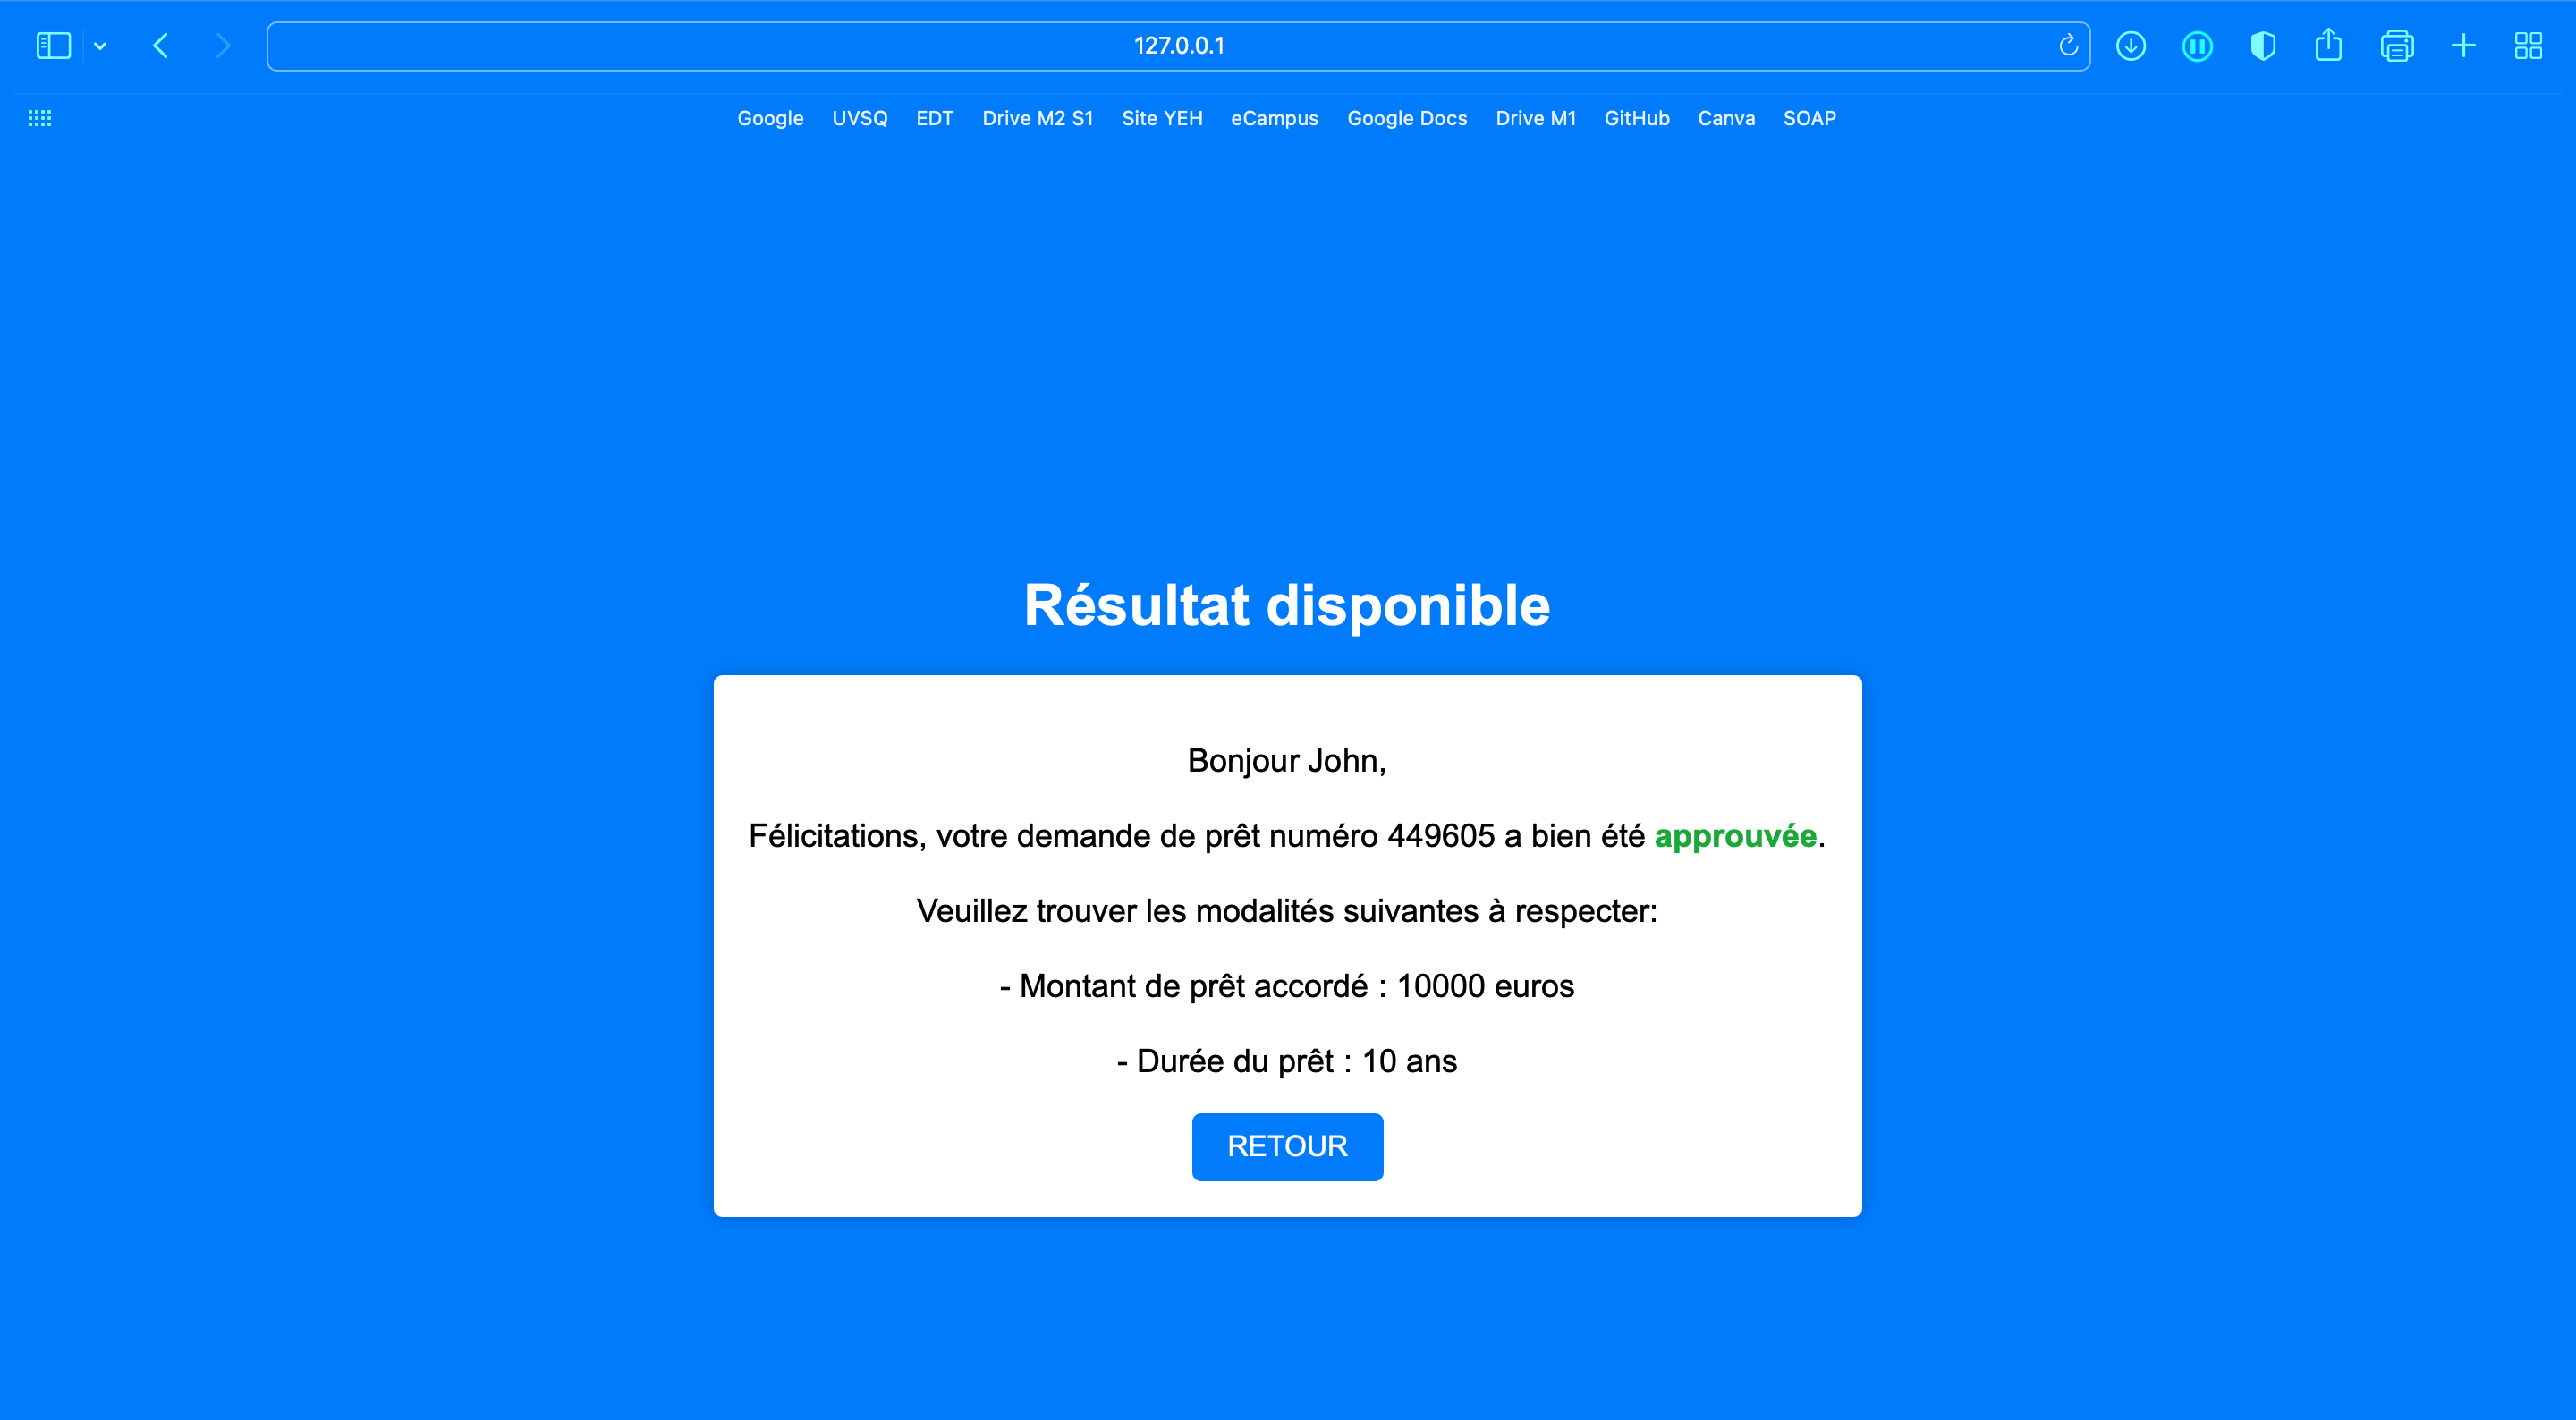 127.0.0.1
Google UVSQ EDT Drive M2 S1 Site YEH eCampus Google Docs Drive M1 GitHub Canva SOAP
Résultat disponible
Bonjour John,
Félicitations, votre demande de prêt numéro 449605 a bien été approuvée.
Veuillez trouver les modalités suivantes à respecter:
- Montant de prêt accordé : 10000 euros
- Durée du prêt : 10 ans
RETOUR